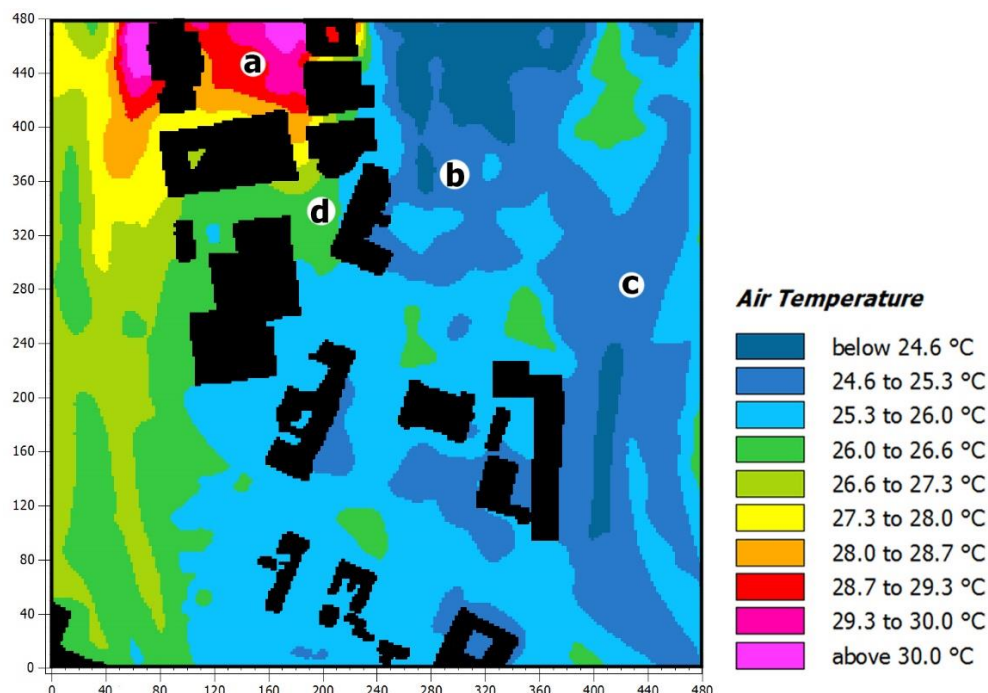 480
440
400
360
320
280
240
200
160
120
80
40
0
0 40 80 120 160 200 240 280 320 360 400 440 480
a
b
d
c
Air Temperature
below 24.6 °C
24.6 to 25.3 °C
25.3 to 26.0 °C
26.0 to 26.6 °C
26.6 to 27.3 °C
27.3 to 28.0 °C
28.0 to 28.7 °C
28.7 to 29.3 °C
29.3 to 30.0 °C
above 30.0 °C